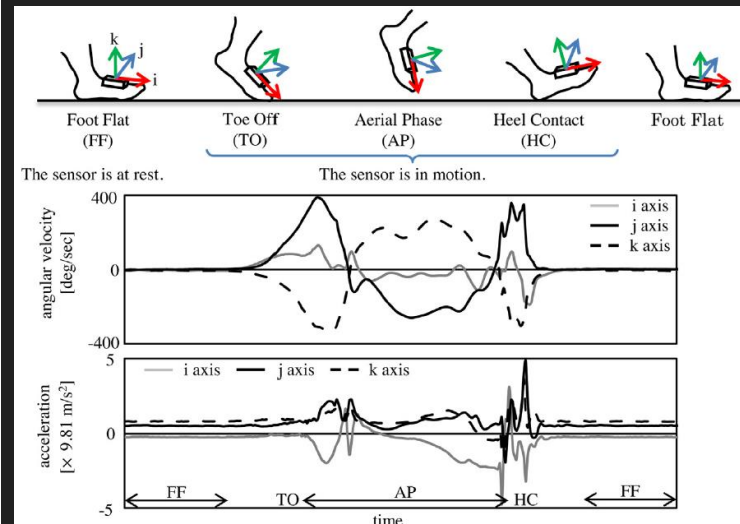 k
j
i
Foot Flat
(FF)
Toe Off
(TO)
Aerial Phase
(AP)
Heel Contact
(HC)
Foot Flat
The sensor is at rest.
The sensor is in motion.
angular velocity
[deg/sec]
400
0
-400
i axis
j axis
k axis
acceleration
[× 9.81 m/s²]
5
0
-5
i axis j axis k axis
FF TO AP HC FF
time